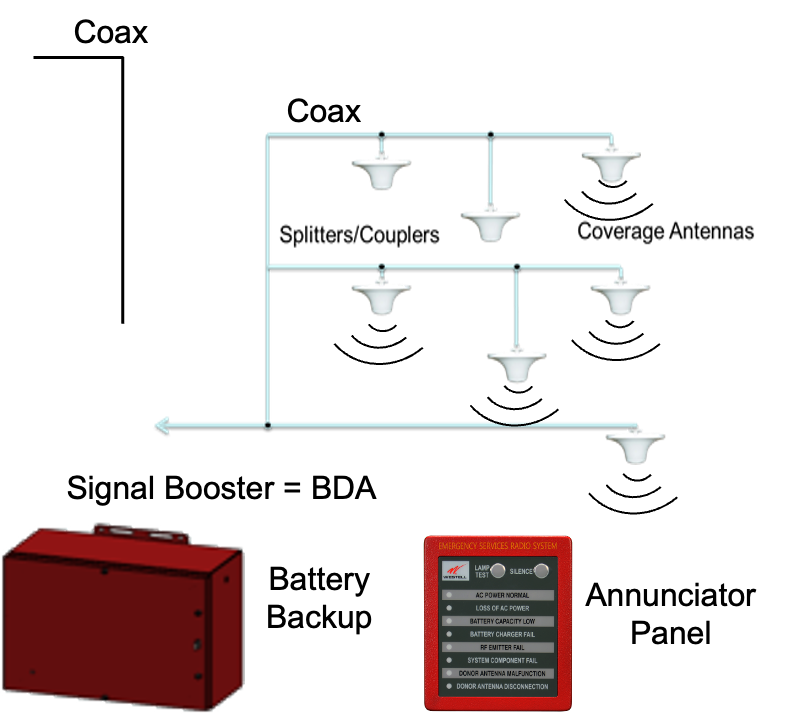 Coax
Coax
Splitters/Couplers
Coverage Antennas
Signal Booster = BDA
Battery
Backup
EMERGENCY SERVICES RADIO SYSTEM
WESTELL
LAMP
TEST
SILENCE
AC POWER NORMAL
LOSS OF AC POWER
BATTERY CAPACITY LOW
BATTERY CHARGER FAIL
RF EMITTER FAIL
SYSTEM COMPONENT FAIL
DONOR ANTENNA MALFUNCTION
DONOR ANTENNA DISCONNECTION
Annunciator
Panel